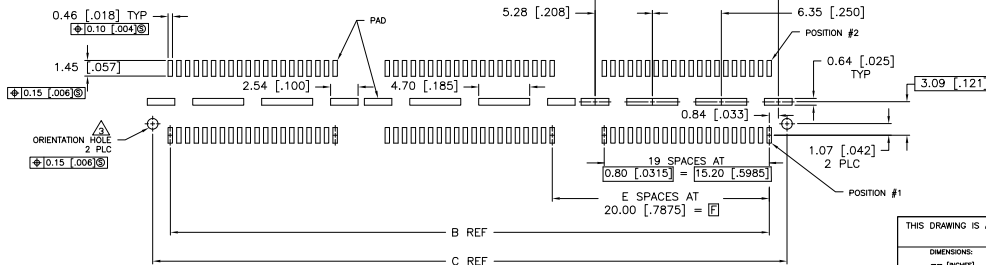 0.46 [.018] TYP
⌖ 0.10 [.004]Ⓢ
PAD
5.28 [.208]
6.35 [.250]
POSITION #2
1.45 [.057]
2.54 [.100]
4.70 [.185]
0.64 [.025]
TYP
3.09 [.121]
⌖ 0.15 [.006]Ⓢ
0.84 [.033]
3
ORIENTATION HOLE
2 PLC
⌖ 0.15 [.006]Ⓢ
1.07 [.042]
2 PLC
19 SPACES AT
0.80 [.0315] = 15.20 [.5985]
POSITION #1
E SPACES AT
20.00 [.7875] = F
B REF
C REF
THIS DRAWING IS
DIMENSIONS:
[INCHES]